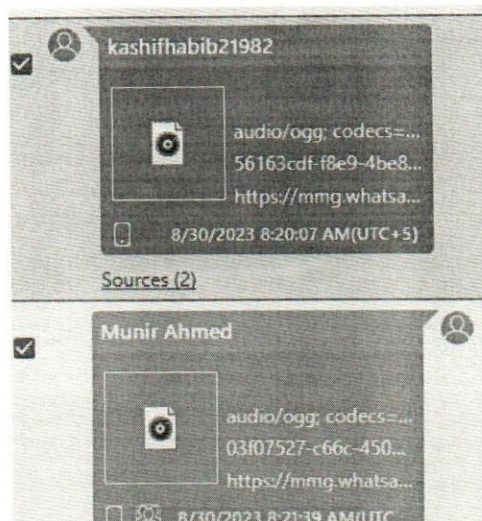 kashifhabib21982
audio/ogg; codecs=...
56163cdf-f8e9-4be8...
https://mmg.whatsa...
8/30/2023 8:20:07 AM(UTC+5)
Sources (2)
Munir Ahmed
audio/ogg; codecs=...
03f07527-c66c-450...
https://mmg.whatsa...
8/30/2023 8:21:39 AM(UTC